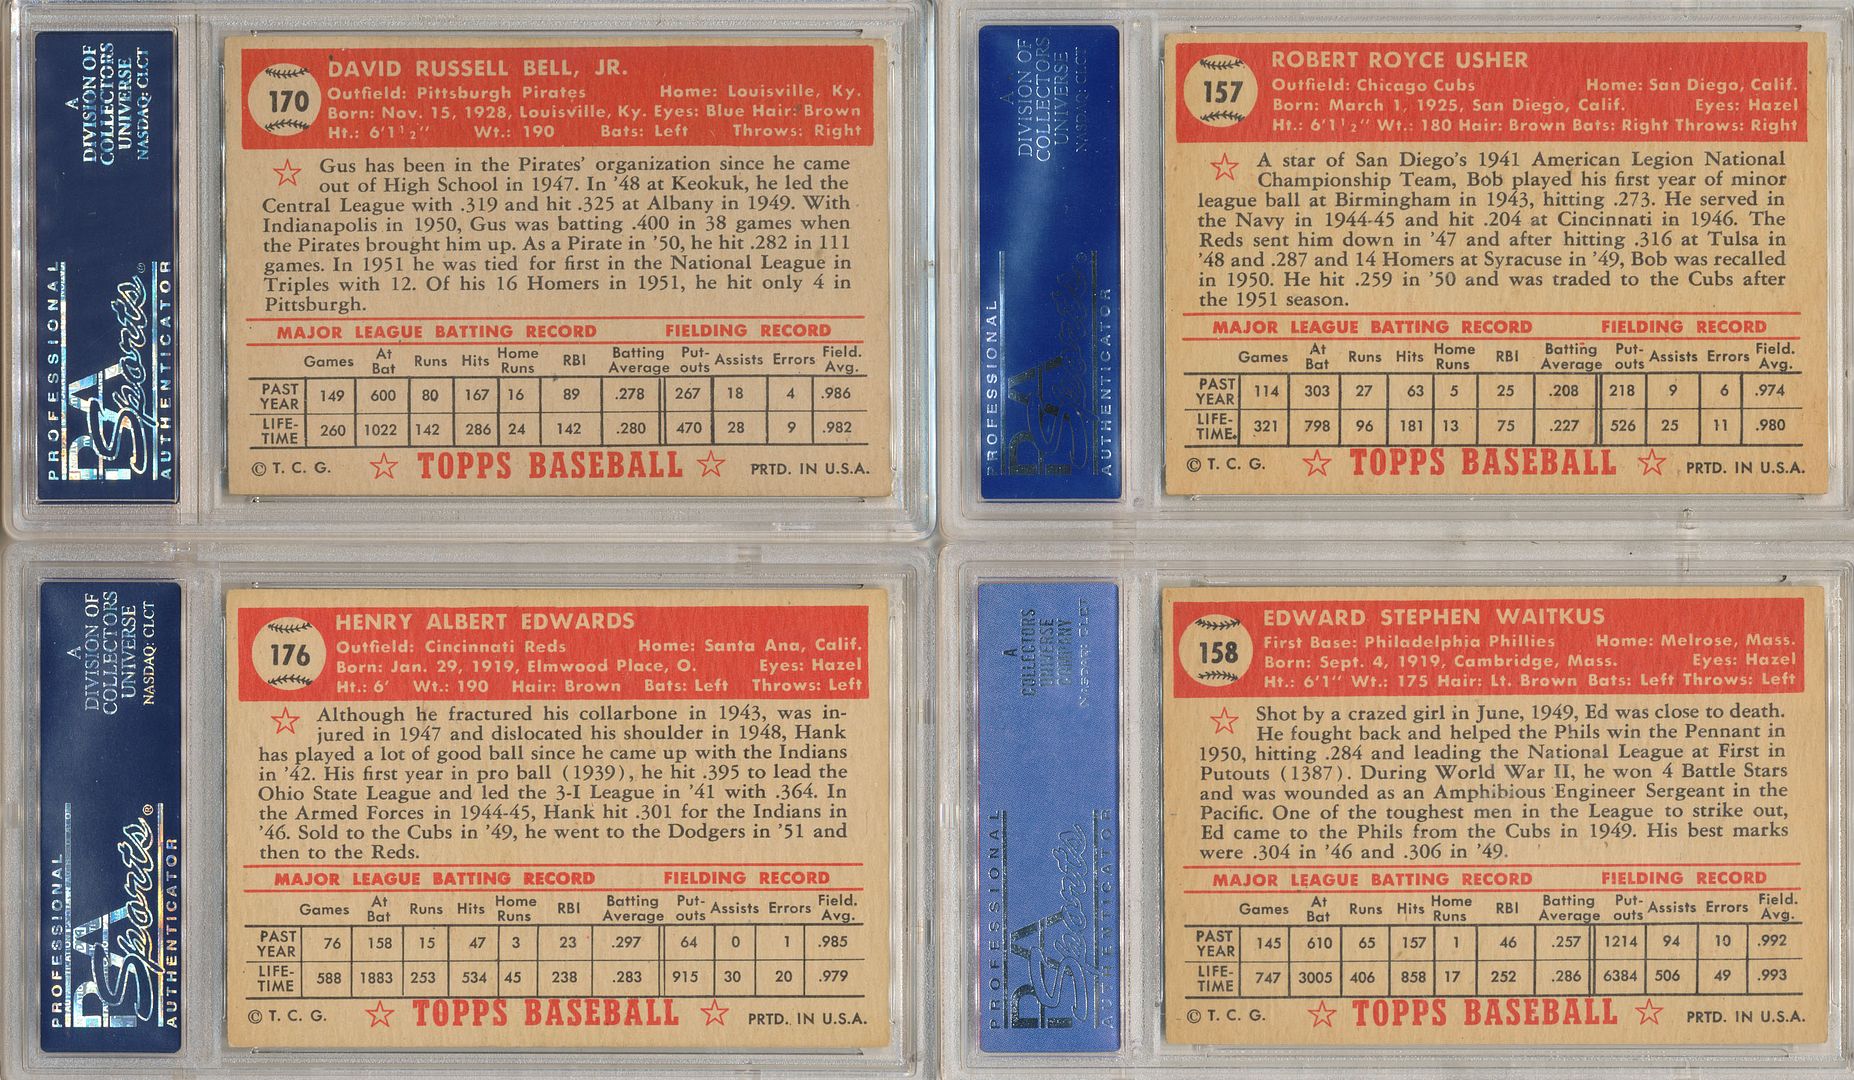 A
DIVISION OF
COLLECTORS
UNIVERSE
NASDAQ: CLCT
PROFESSIONAL
PSA
Sports®
AUTHENTICATOR
170
DAVID RUSSELL BELL, JR.
Outfield: Pittsburgh Pirates Home: Louisville, Ky.
Born: Nov. 15, 1928, Louisville, Ky. Eyes: Blue Hair: Brown
Ht.: 6'1½" Wt.: 190 Bats: Left Throws: Right
☆ Gus has been in the Pirates' organization since he came
out of High School in 1947. In '48 at Keokuk, he led the
Central League with .319 and hit .325 at Albany in 1949. With
Indianapolis in 1950, Gus was batting .400 in 38 games when
the Pirates brought him up. As a Pirate in '50, he hit .282 in 111
games. In 1951 he was tied for first in the National League in
Triples with 12. Of his 16 Homers in 1951, he hit only 4 in
Pittsburgh.
MAJOR LEAGUE BATTING RECORD FIELDING RECORD
Games At Bat Runs Hits Home Runs RBI Batting Average Put-outs Assists Errors Field. Avg.
PAST YEAR 149 600 80 167 16 89 .278 267 18 4 .986
LIFE-TIME 260 1022 142 286 24 142 .280 470 28 9 .982
© T. C. G. ☆ TOPPS BASEBALL ☆ PRTD. IN U.S.A.
A
DIVISION OF
COLLECTORS
UNIVERSE
NASDAQ: CLCT
PROFESSIONAL
PSA
Sports®
AUTHENTICATOR
157
ROBERT ROYCE USHER
Outfield: Chicago Cubs Home: San Diego, Calif.
Born: March 1, 1925, San Diego, Calif. Eyes: Hazel
Ht.: 6'1½" Wt.: 180 Hair: Brown Bats: Right Throws: Right
☆ A star of San Diego's 1941 American Legion National
Championship Team, Bob played his first year of minor
league ball at Birmingham in 1943, hitting .273. He served in
the Navy in 1944-45 and hit .204 at Cincinnati in 1946. The
Reds sent him down in '47 and after hitting .316 at Tulsa in
'48 and .287 and 14 Homers at Syracuse in '49, Bob was recalled
in 1950. He hit .259 in '50 and was traded to the Cubs after
the 1951 season.
MAJOR LEAGUE BATTING RECORD FIELDING RECORD
Games At Bat Runs Hits Home Runs RBI Batting Average Put-outs Assists Errors Field. Avg.
PAST YEAR 114 303 27 63 5 25 .208 218 9 6 .974
LIFE-TIME 321 798 96 181 13 75 .227 526 25 11 .980
© T. C. G. ☆ TOPPS BASEBALL ☆ PRTD. IN U.S.A.
A
DIVISION OF
COLLECTORS
UNIVERSE
NASDAQ: CLCT
PROFESSIONAL
PSA
Sports®
AUTHENTICATOR
176
HENRY ALBERT EDWARDS
Outfield: Cincinnati Reds Home: Santa Ana, Calif.
Born: Jan. 29, 1919, Elmwood Place, O. Eyes: Hazel
Ht.: 6' Wt.: 190 Hair: Brown Bats: Left Throws: Left
☆ Although he fractured his collarbone in 1943, was in-
jured in 1947 and dislocated his shoulder in 1948, Hank
has played a lot of good ball since he came up with the Indians
in '42. His first year in pro ball (1939), he hit .395 to lead the
Ohio State League and led the 3-I League in '41 with .364. In
the Armed Forces in 1944-45, Hank hit .301 for the Indians in
'46. Sold to the Cubs in '49, he went to the Dodgers in '51 and
then to the Reds.
MAJOR LEAGUE BATTING RECORD FIELDING RECORD
Games At Bat Runs Hits Home Runs RBI Batting Average Put-outs Assists Errors Field. Avg.
PAST YEAR 76 158 15 47 3 23 .297 64 0 1 .985
LIFE-TIME 588 1883 253 534 45 238 .283 915 30 20 .979
© T. C. G. ☆ TOPPS BASEBALL ☆ PRTD. IN U.S.A.
A
COLLECTORS
UNIVERSE
COMPANY
NASDAQ: CLCT
PROFESSIONAL
PSA
Sports
AUTHENTICATOR
158
EDWARD STEPHEN WAITKUS
First Base: Philadelphia Phillies Home: Melrose, Mass.
Born: Sept. 4, 1919, Cambridge, Mass. Eyes: Hazel
Ht.: 6'1" Wt.: 175 Hair: Lt. Brown Bats: Left Throws: Left
☆ Shot by a crazed girl in June, 1949, Ed was close to death.
He fought back and helped the Phils win the Pennant in
1950, hitting .284 and leading the National League at First in
Putouts (1387). During World War II, he won 4 Battle Stars
and was wounded as an Amphibious Engineer Sergeant in the
Pacific. One of the toughest men in the League to strike out,
Ed came to the Phils from the Cubs in 1949. His best marks
were .304 in '46 and .306 in '49.
MAJOR LEAGUE BATTING RECORD FIELDING RECORD
Games At Bat Runs Hits Home Runs RBI Batting Average Put-outs Assists Errors Field. Avg.
PAST YEAR 145 610 65 157 1 46 .257 1214 94 10 .992
LIFE-TIME 747 3005 406 858 17 252 .286 6384 506 49 .993
© T. C. G. ☆ TOPPS BASEBALL ☆ PRTD. IN U.S.A.